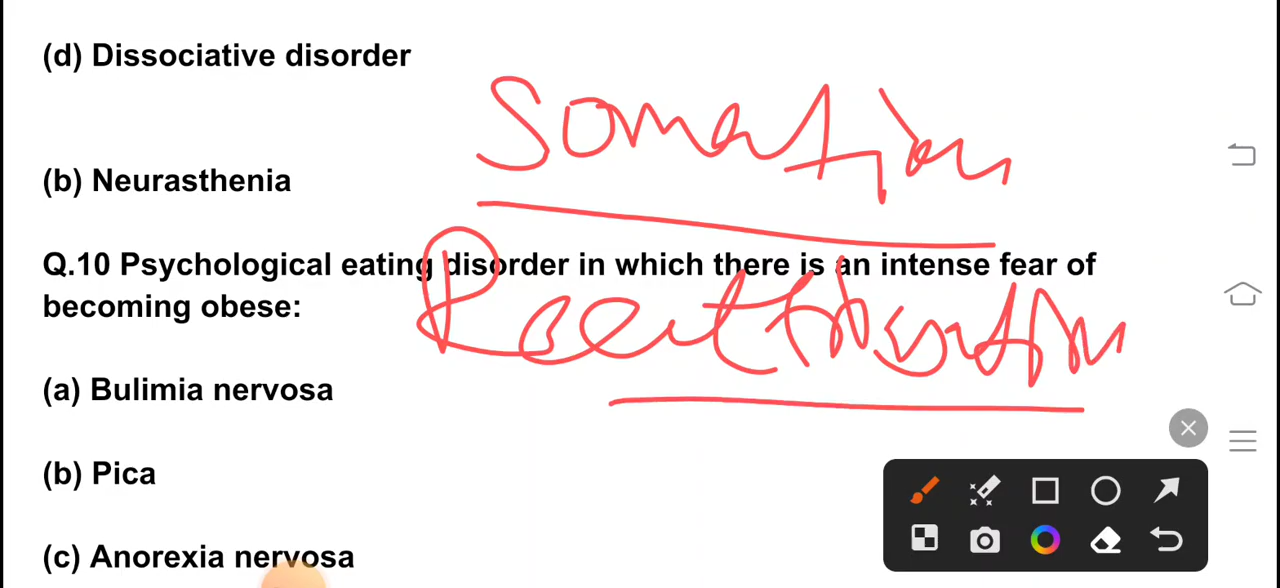 (d) Dissociative disorder
Somation
(b) Neurasthenia
Q.10 Psychological eating disorder in which there is an intense fear of
becoming obese:
(a) Bulimia nervosa
(b) Pica
(c) Anorexia nervosa